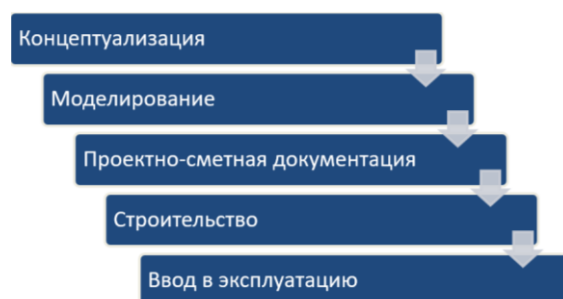 Концептуализация
Моделирование
Проектно-сметная документация
Строительство
Ввод в эксплуатацию